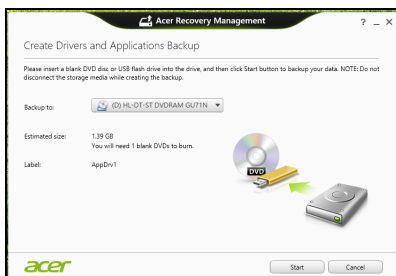 Acer Recovery Management
? _ X
Create Drivers and Applications Backup
Please insert a blank DVD disc or USB flash drive into the drive, and then click Start button to backup your data. NOTE: Do not
disconnect the storage media while creating the backup.
Backup to: (D) HL-DT-ST DVDRAM GU71N
Estimated size: 1.39 GB
You will need 1 blank DVDs to burn.
Label: AppDrv1
DVD
acer
Start Cancel